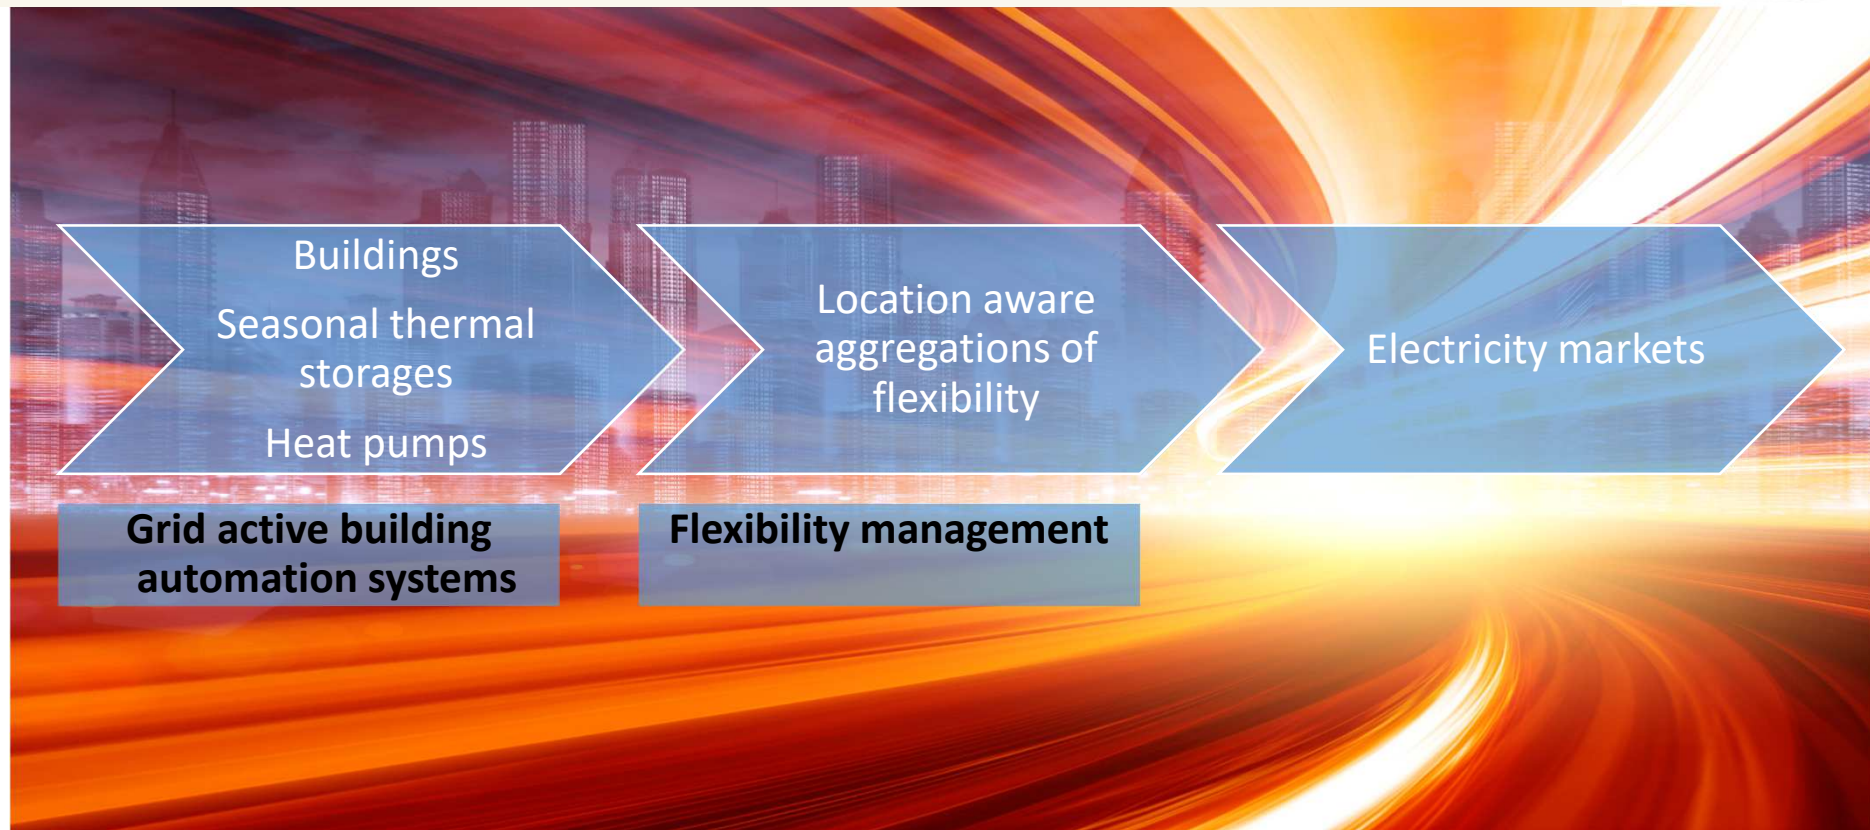 Buildings
Seasonal thermal
storages
Heat pumps
Location aware
aggregations of
flexibility
Electricity markets
Grid active building
automation systems
Flexibility management